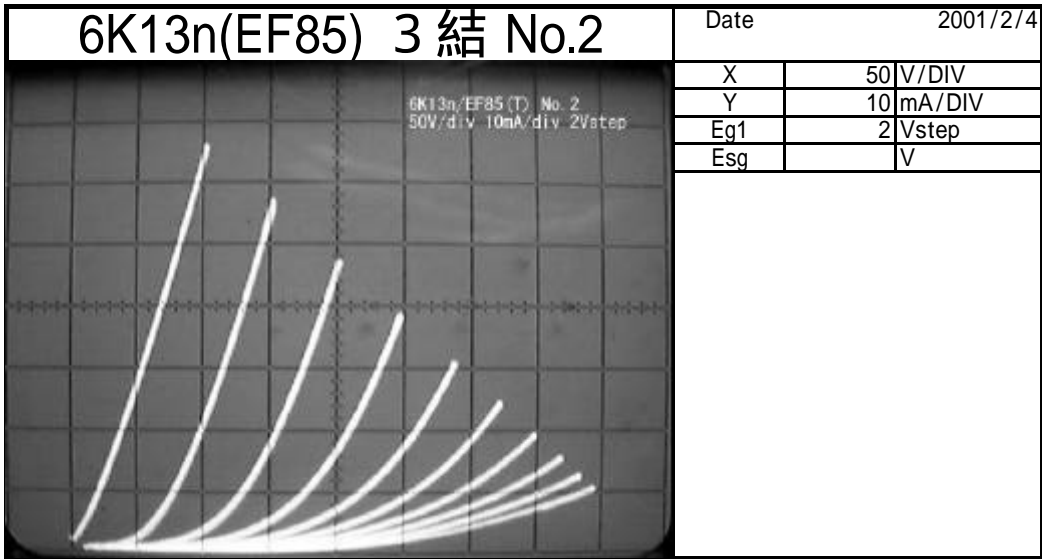 6K13n(EF85) 3結 No.2
Date 2001/2/4
X 50 V/DIV
Y 10 mA/DIV
Eg1 2 Vstep
Esg V
6K13n/EF85(T) No.2
50V/div 10mA/div 2Vstep